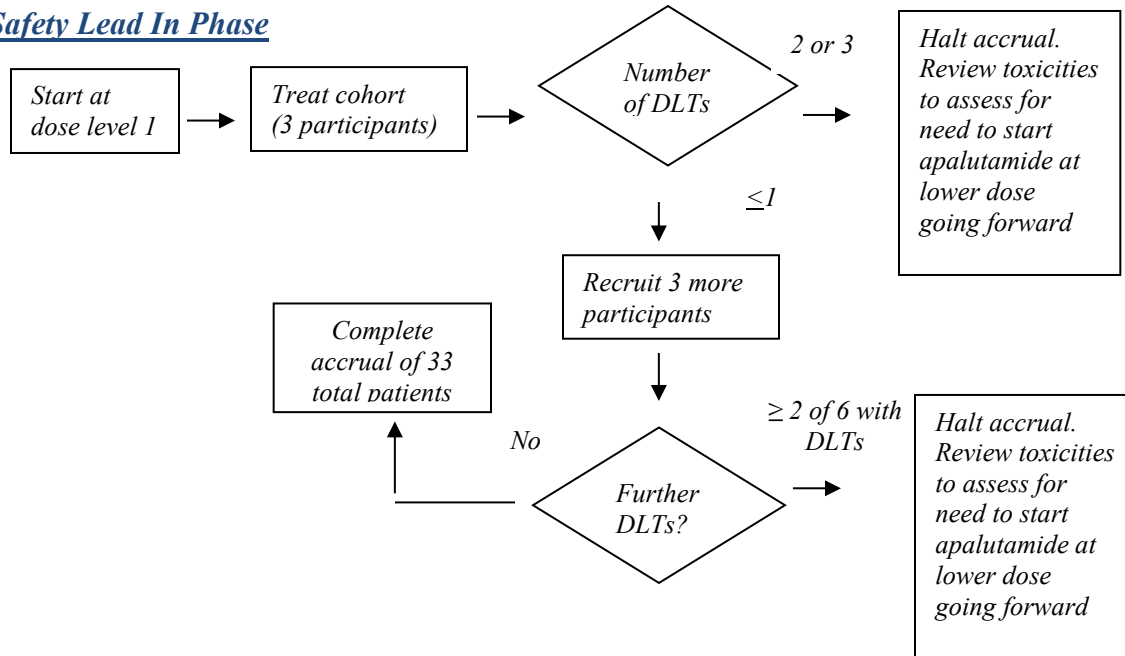 Safety Lead In Phase
Start at
dose level 1
Treat cohort
(3 participants)
Number
of DLTs
2 or 3
Halt accrual.
Review toxicities
to assess for
need to start
apalutamide at
lower dose
going forward
≤1
Recruit 3 more
participants
Complete
accrual of 33
total patients
No
Further
DLTs?
≥ 2 of 6 with
DLTs
Halt accrual.
Review toxicities
to assess for
need to start
apalutamide at
lower dose
going forward